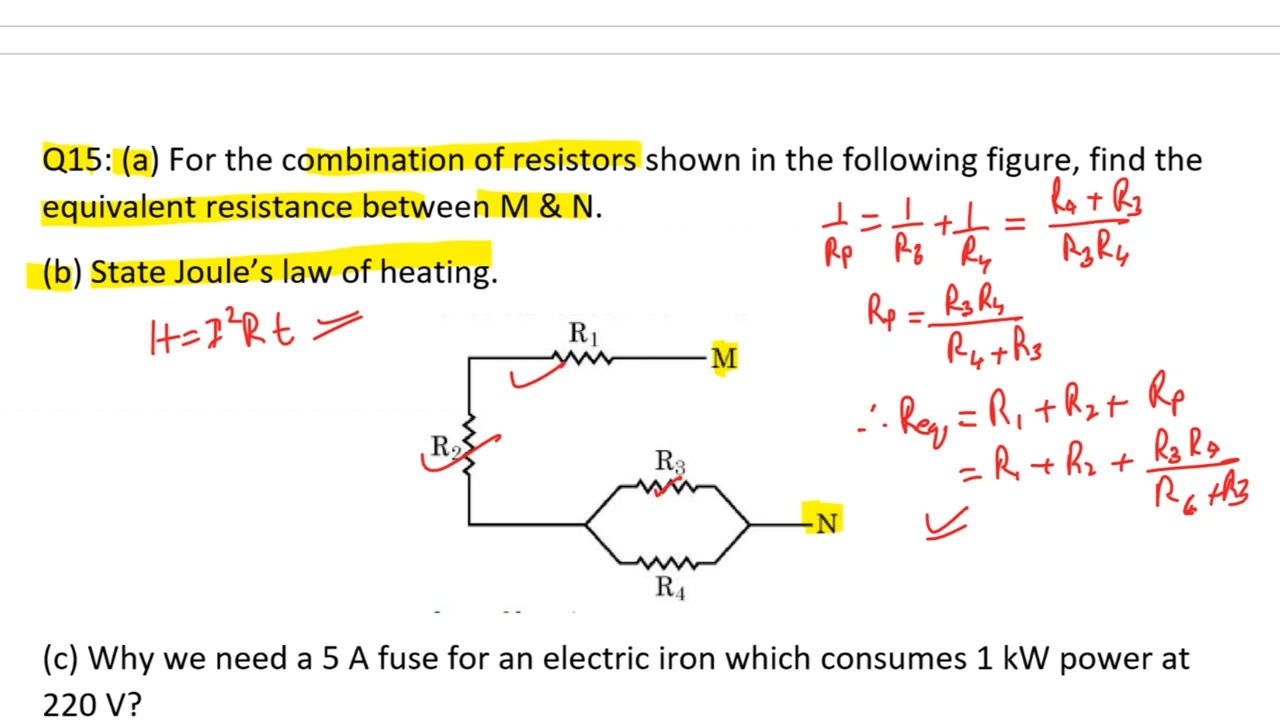 Q15: (a) For the combination of resistors shown in the following figure, find the
equivalent resistance between M & N.
(b) State Joule's law of heating.
H = I²Rt
1/Rp = 1/R3 + 1/R4 = R4 + R3 / R3R4
Rp = R3R4 / R4 + R3
∴ Req = R1 + R2 + Rp
= R1 + R2 + R3R4 / R4 + R3
R1
M
R2
R3
N
R4
(c) Why we need a 5 A fuse for an electric iron which consumes 1 kW power at
220 V?